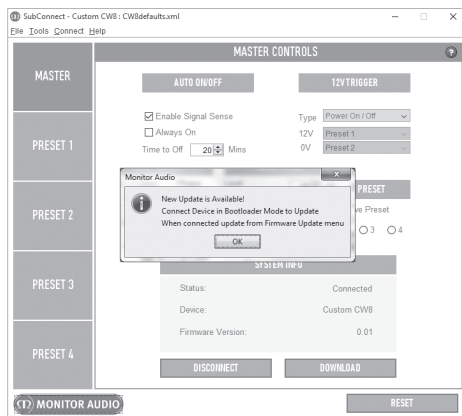 SubConnect - Custom CW8 : CW8defaults.xml
File Tools Connect Help
MASTER CONTROLS
?
MASTER
PRESET 1
PRESET 2
PRESET 3
PRESET 4
AUTO ON/OFF
12V TRIGGER
Enable Signal Sense
Always On
Time to Off 20 Mins
Type Power On / Off
12V Preset 1
0V Preset 2
Monitor Audio
New Update is Available!
Connect Device in Bootloader Mode to Update
When connected update from Firmware Update menu
OK
PRESET
ve Preset
3 4
SYSTEM INFO
Status: Connected
Device: Custom CW8
Firmware Version: 0.01
DISCONNECT
DOWNLOAD
MONITOR AUDIO
RESET